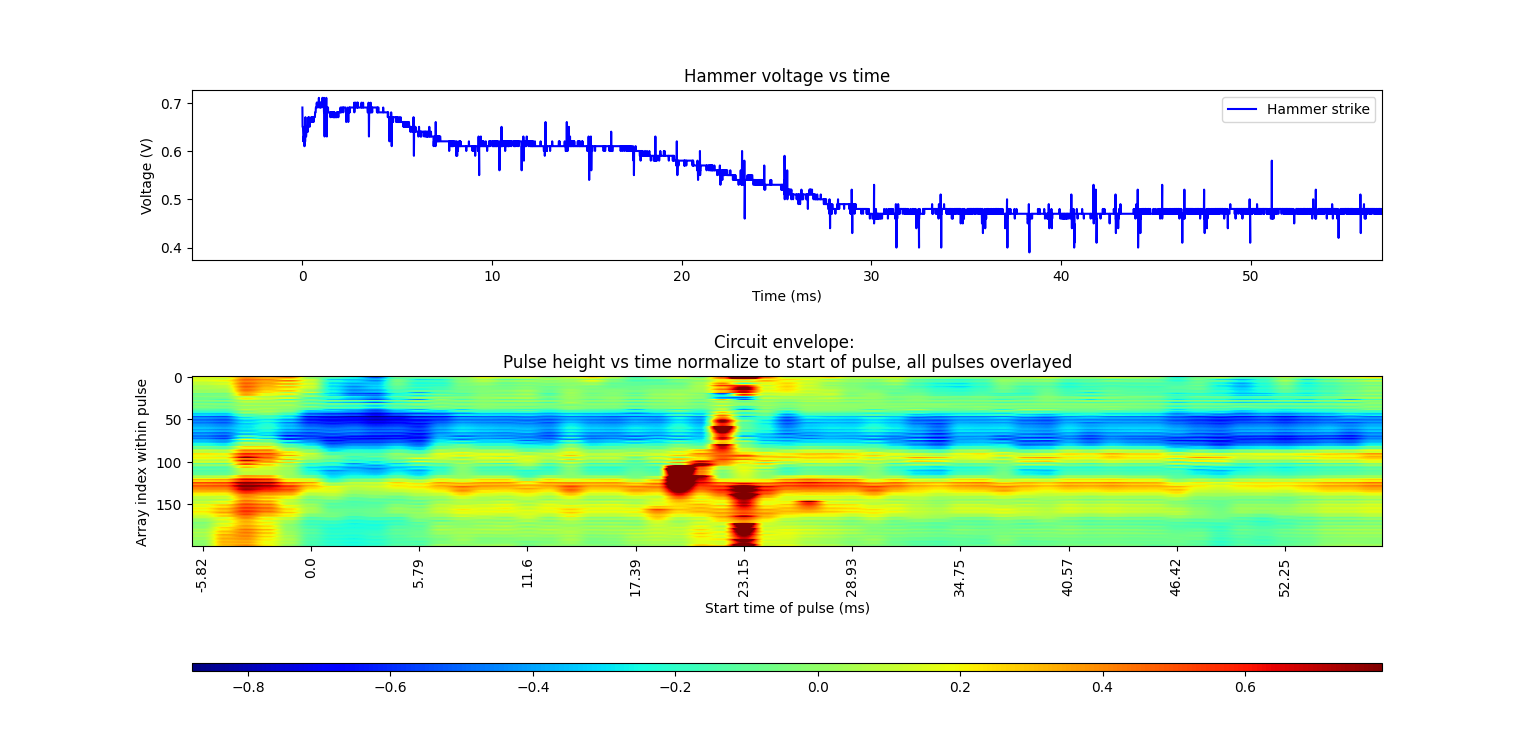 Hammer voltage vs time
Hammer strike
0.7
0.6
0.5
0.4
Voltage (V)
0 10 20 30 40 50
Time (ms)
Circuit envelope:
Pulse height vs time normalize to start of pulse, all pulses overlayed
0
50
100
150
Array index within pulse
-5.82 0.0 5.79 11.6 17.39 23.15 28.93 34.75 40.57 46.42 52.25
Start time of pulse (ms)
−0.8 −0.6 −0.4 −0.2 0.0 0.2 0.4 0.6